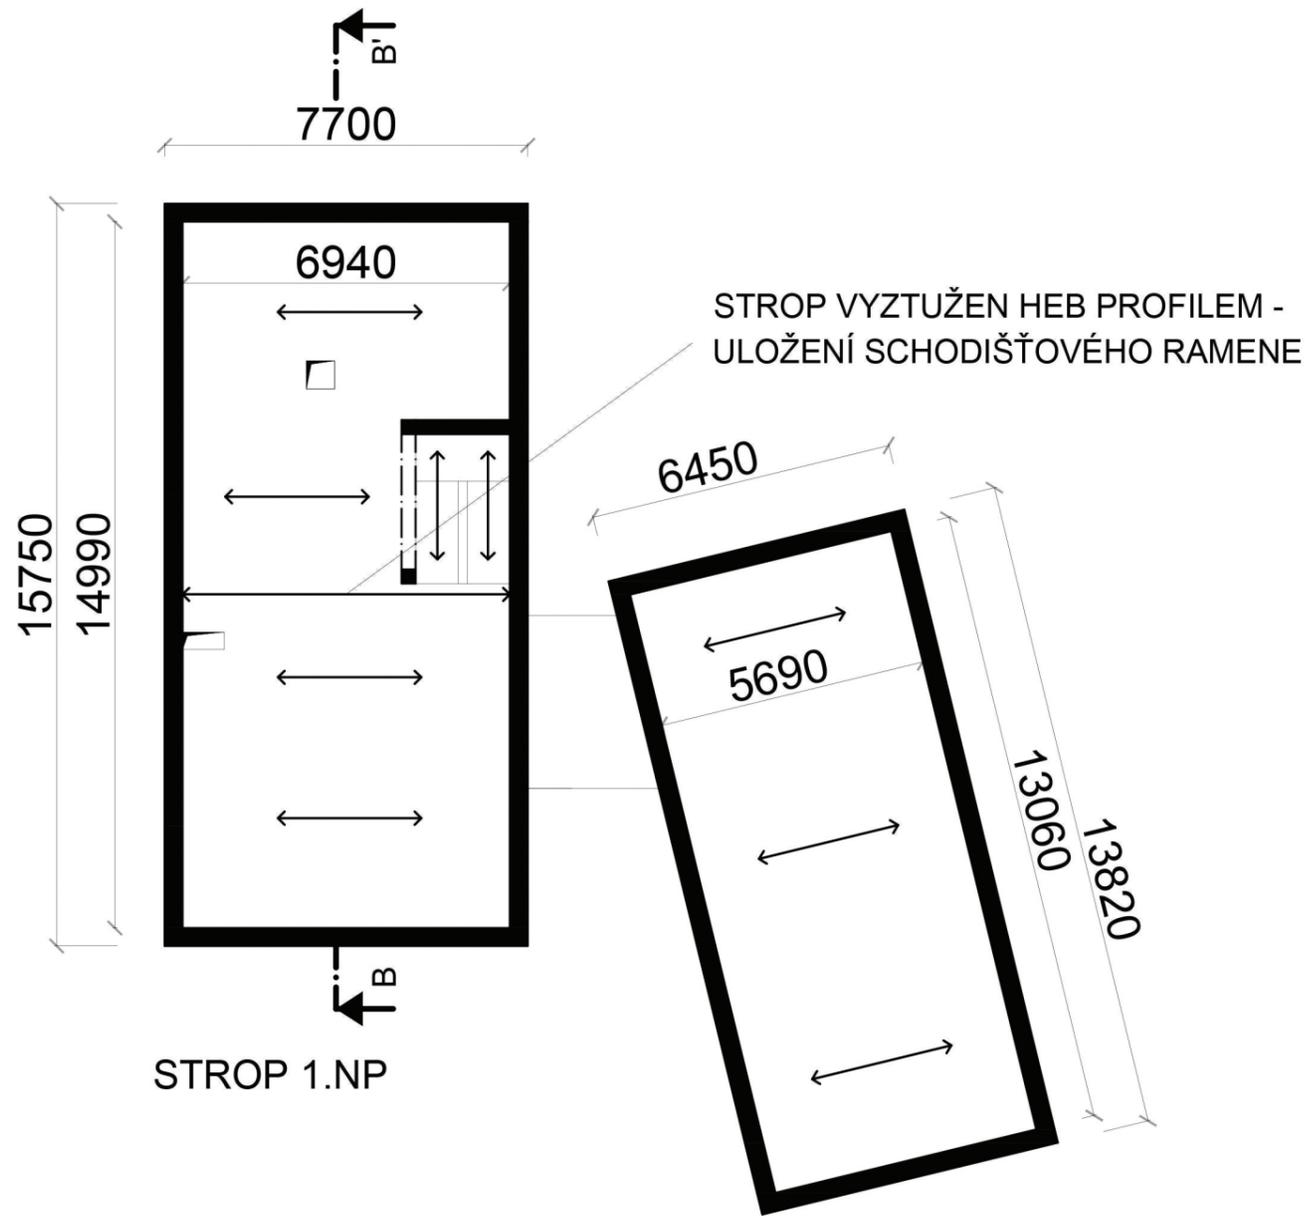 B'
7700
6940
STROP VYZTUŽEN HEB PROFILEM -
ULOŽENÍ SCHODIŠŤOVÉHO RAMENE
6450
15750
14990
5690
13060
13820
B
STROP 1.NP